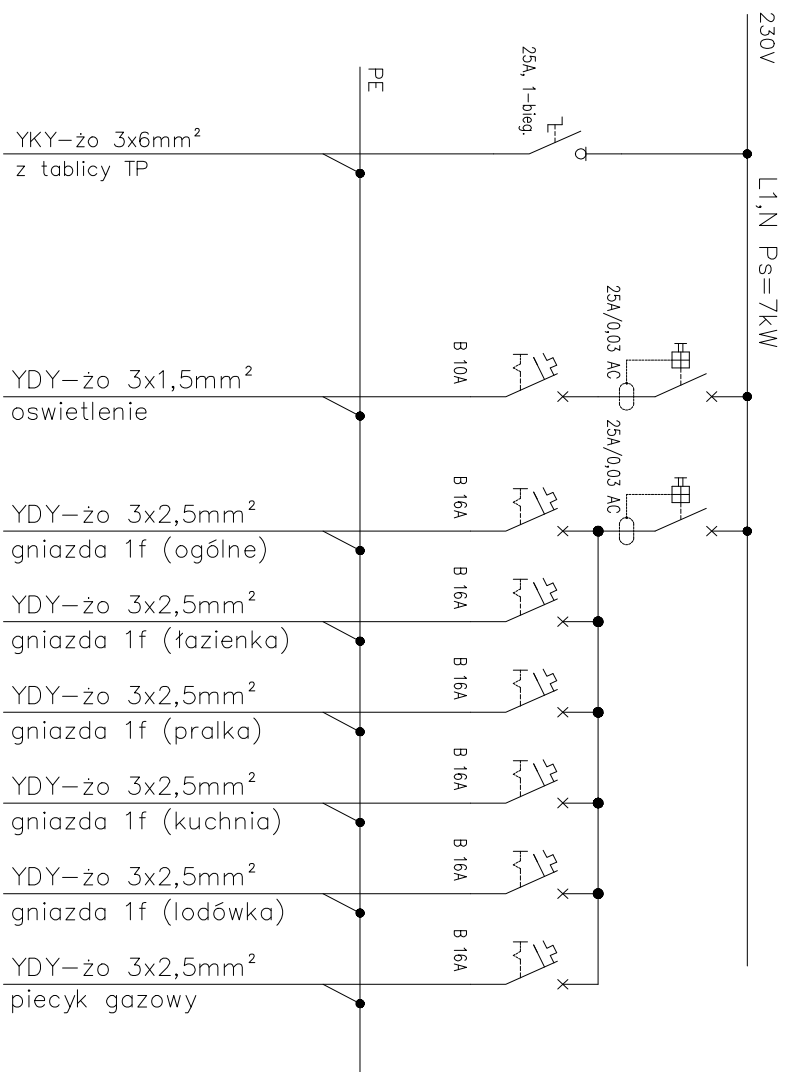 230V
L1,N Ps=7kW
PE
25A, 1-bieg.
YKY-żo 3x6mm²
z tablicy TP
25A/0,03 AC
B 10A
YDY-żo 3x1,5mm²
oswietlenie
25A/0,03 AC
B 16A
YDY-żo 3x2,5mm²
gniazda 1f (ogólne)
B 16A
YDY-żo 3x2,5mm²
gniazda 1f (łazienka)
B 16A
YDY-żo 3x2,5mm²
gniazda 1f (pralka)
B 16A
YDY-żo 3x2,5mm²
gniazda 1f (kuchnia)
B 16A
YDY-żo 3x2,5mm²
gniazda 1f (lodówka)
B 16A
YDY-żo 3x2,5mm²
piecyk gazowy